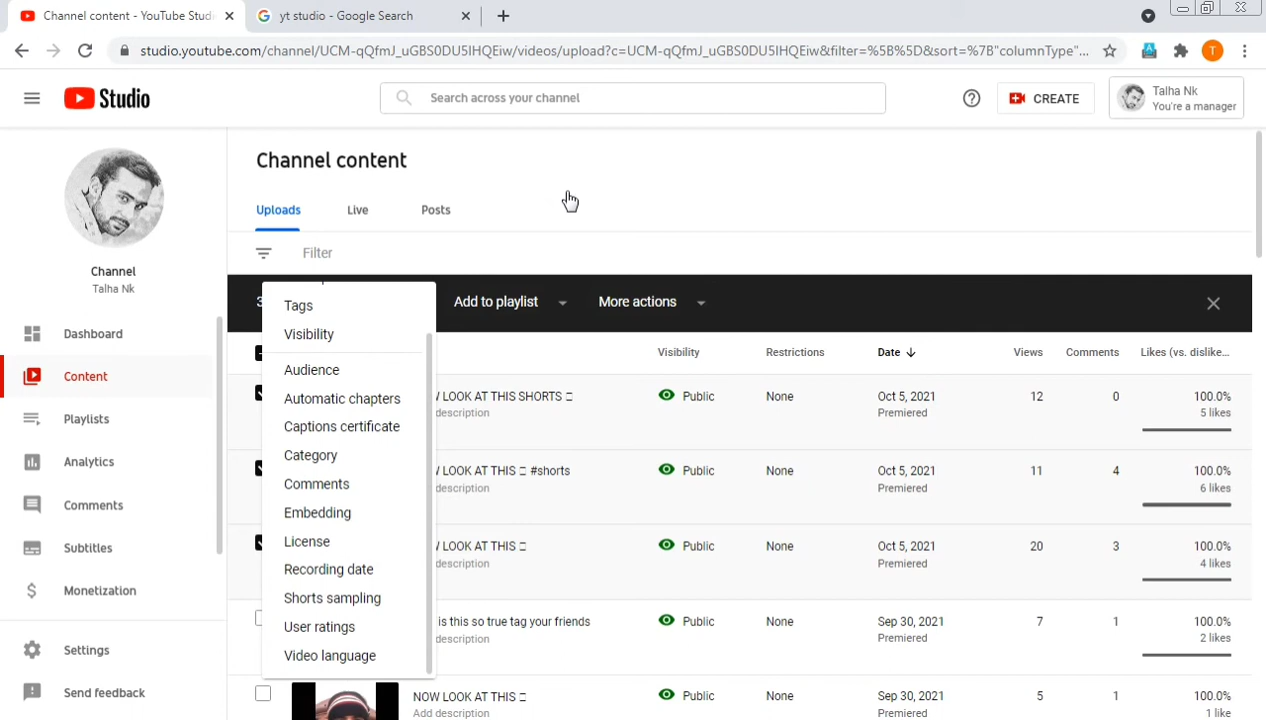 Channel content - YouTube Studi
yt studio - Google Search
studio.youtube.com/channel/UCM-qQfmJ_uGBS0DU5IHQEiw/videos/upload?c=UCM-qQfmJ_uGBS0DU5IHQEiw&filter=%5B%5D&sort=%7B"columnType"...
T
Studio
Search across your channel
CREATE
Talha Nk
You're a manager
Channel
Talha Nk
Dashboard
Content
Playlists
Analytics
Comments
Subtitles
Monetization
Settings
Send feedback
Channel content
Uploads
Live
Posts
Filter
3
Add to playlist
More actions
Tags
Visibility
Audience
Automatic chapters
Captions certificate
Category
Comments
Embedding
License
Recording date
Shorts sampling
User ratings
Video language
Visibility Restrictions Date Views Comments Likes (vs. dislike...
W LOOK AT THIS SHORTS Public None Oct 5, 2021 12 0 100.0%
description Premiered 5 likes
W LOOK AT THIS #shorts Public None Oct 5, 2021 11 4 100.0%
description Premiered 6 likes
W LOOK AT THIS Public None Oct 5, 2021 20 3 100.0%
description Premiered 4 likes
is this so true tag your friends Public None Sep 30, 2021 7 1 100.0%
description Premiered 2 likes
NOW LOOK AT THIS Public None Sep 30, 2021 5 1 100.0%
Add description Premiered 1 like